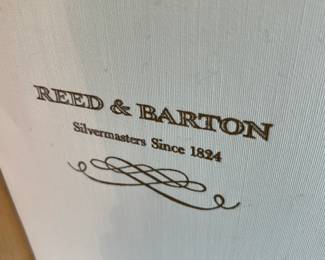 REED & BARTON
Silvermasters Since 1824